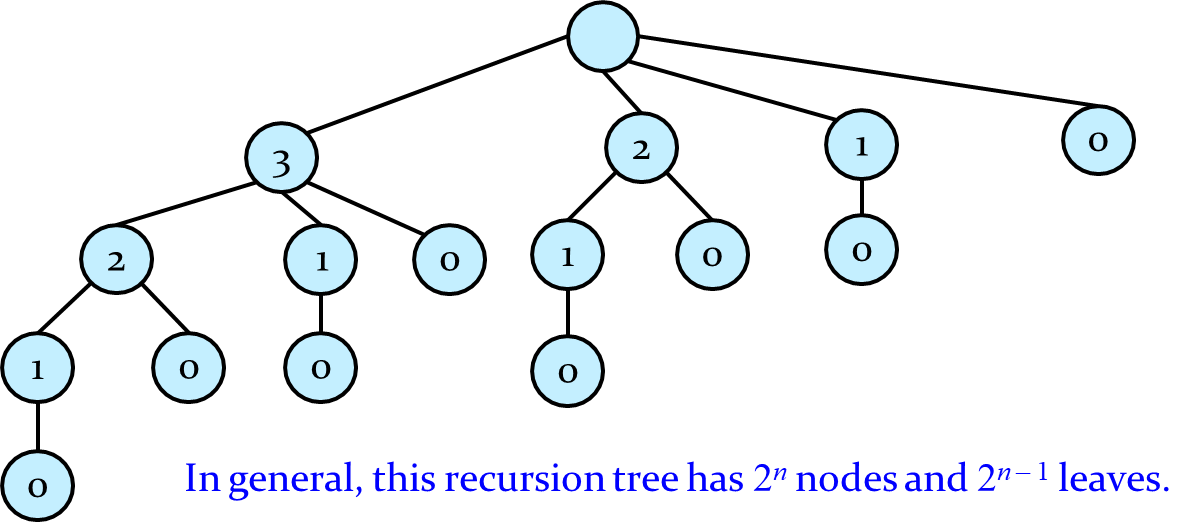 3 2 1 0
2 1 0 1 0 0
1 0 0 0
0
In general, this recursion tree has 2ⁿ nodes and 2ⁿ⁻¹ leaves.